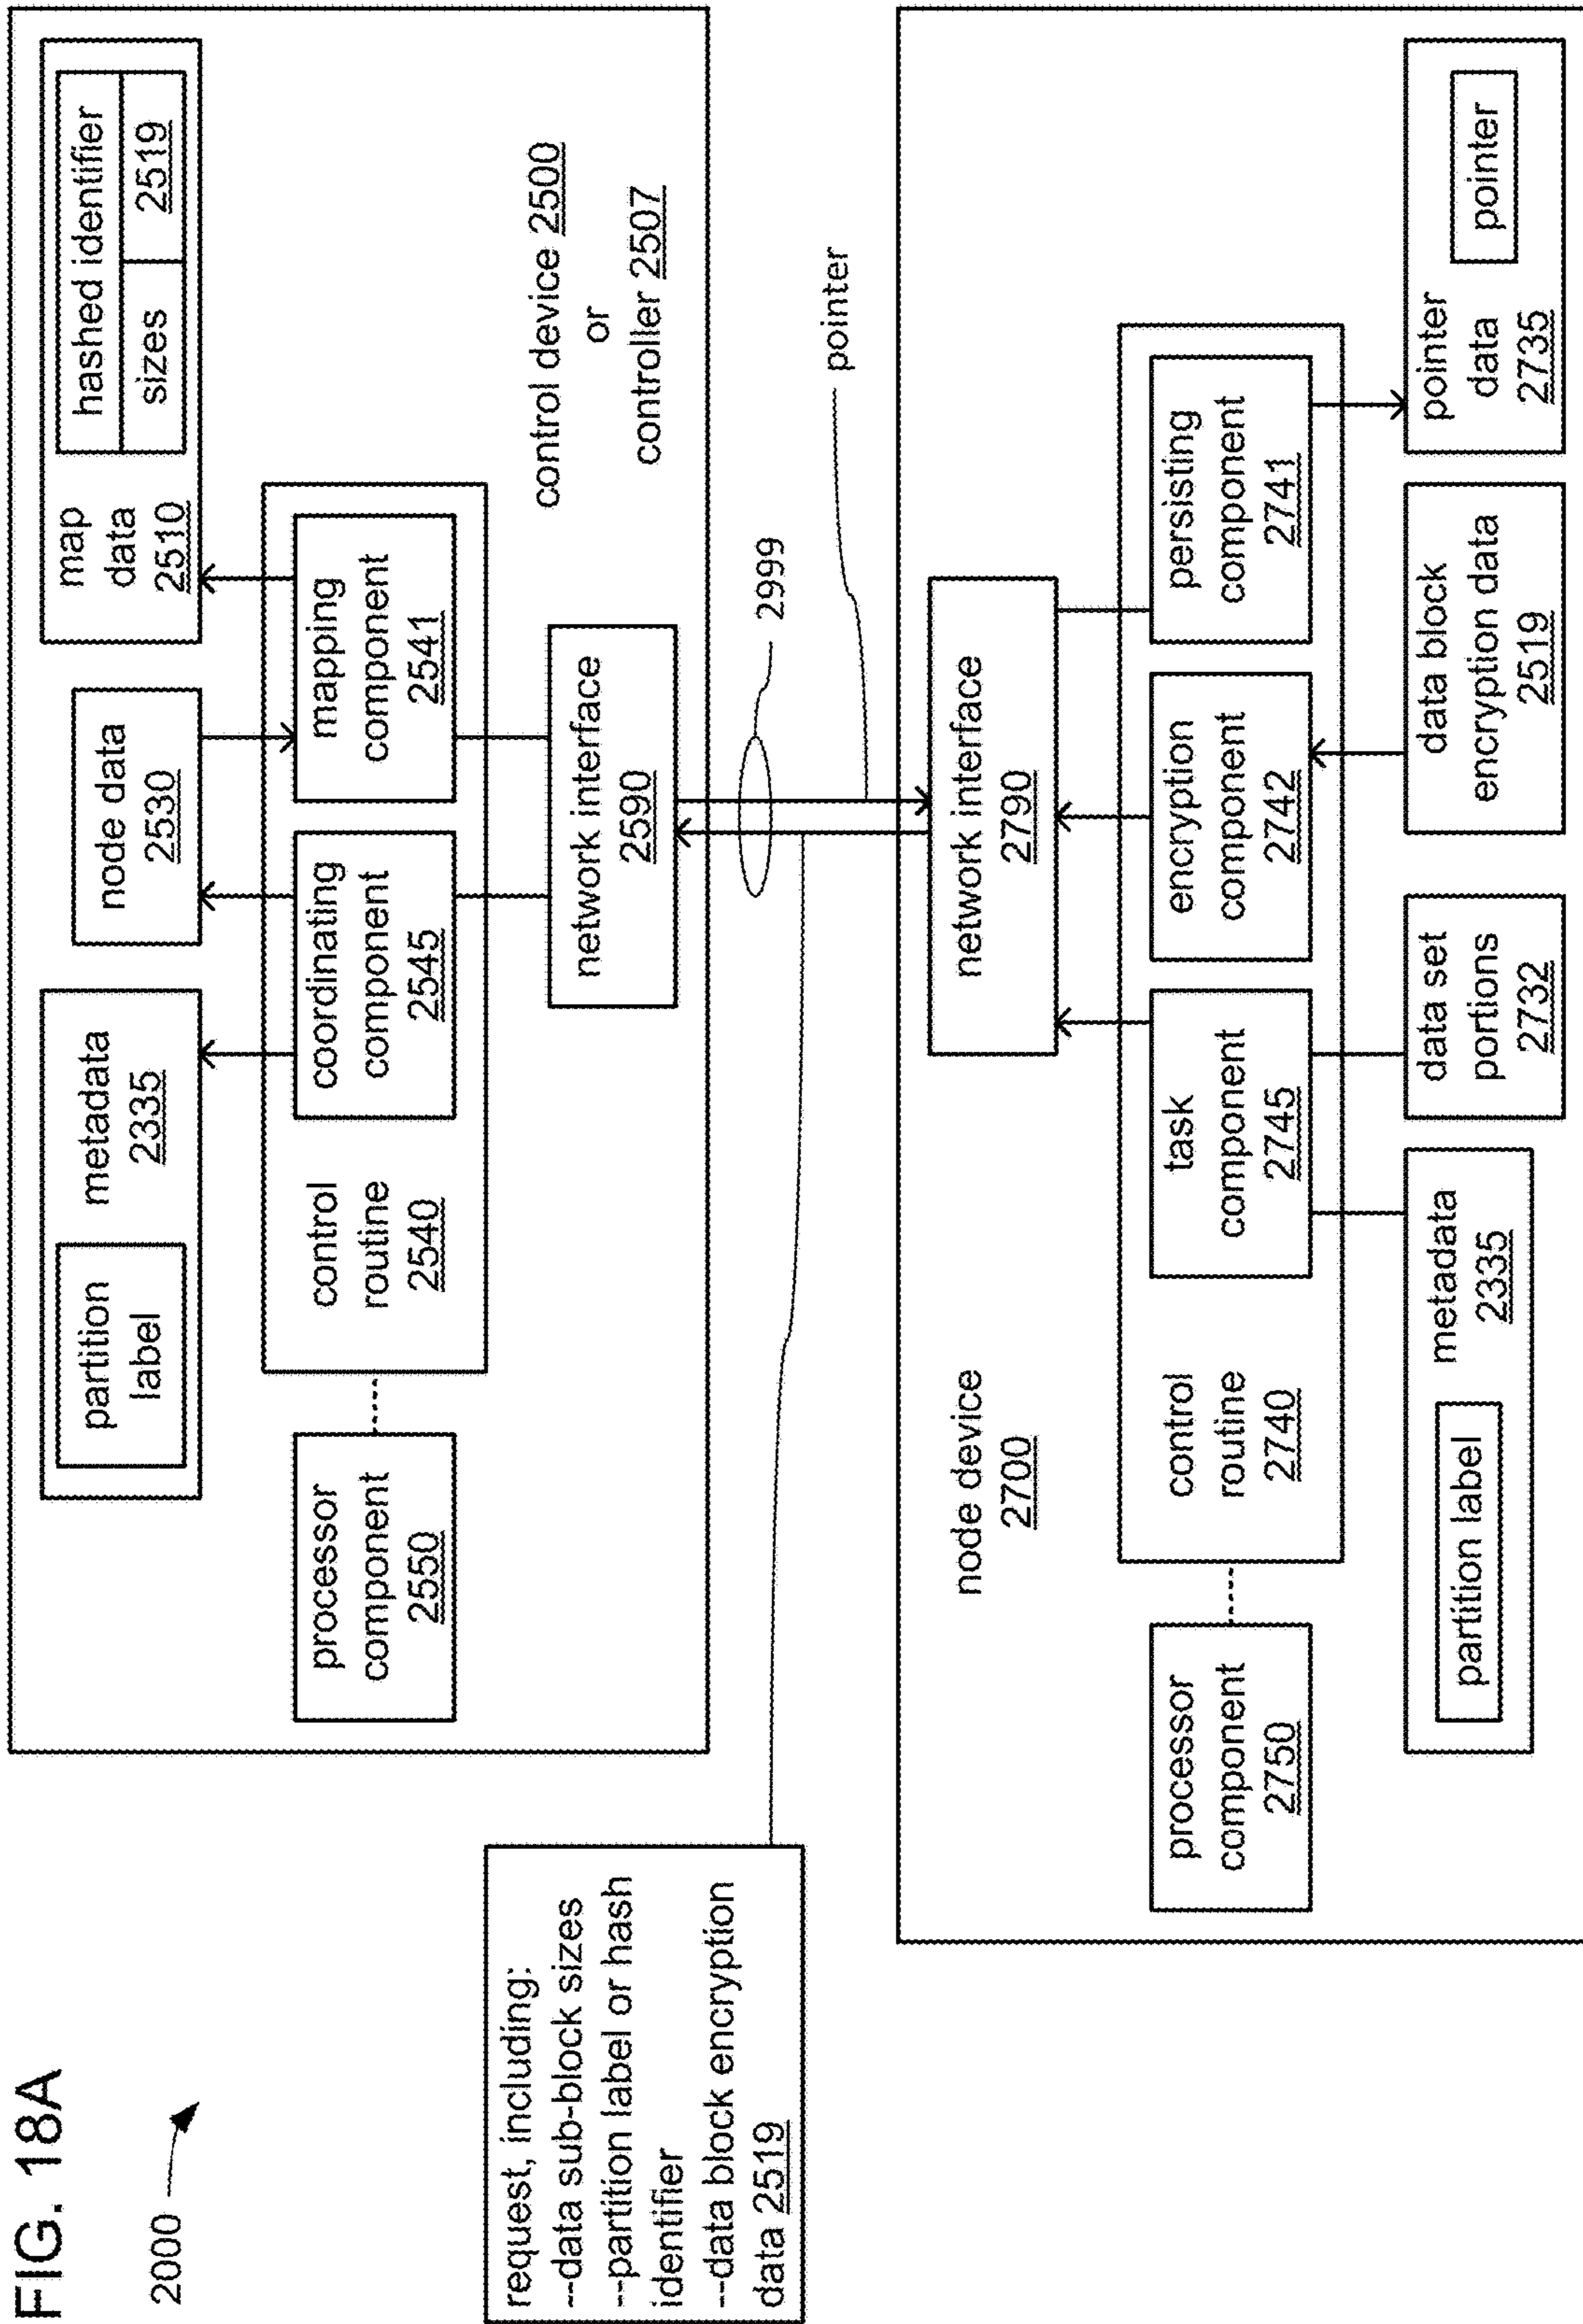 FIG. 18A
2000
request, including:
--data sub-block sizes
--partition label or hash
identifier
--data block encryption
data 2519
partition
label
metadata
2335
node data
2530
map
data
2510
hashed identifier
sizes
2519
processor
component
2550
control
routine
2540
coordinating
component
2545
mapping
component
2541
network interface
2590
control device 2500
or
controller 2507
2999
pointer
node device
2700
network interface
2790
processor
component
2750
control
routine
2740
task
component
2745
encryption
component
2742
persisting
component
2741
partition label
metadata
2335
data set
portions
2732
data block
encryption data
2519
pointer
data
2735
pointer